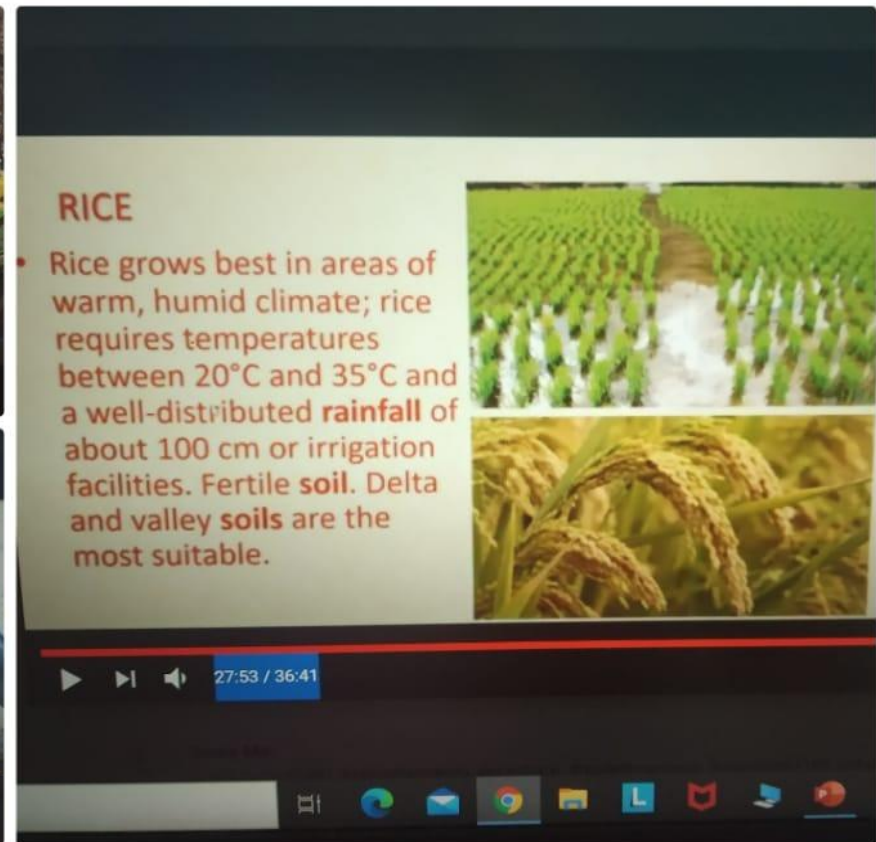 RICE
• Rice grows best in areas of
warm, humid climate; rice
requires temperatures
between 20°C and 35°C and
a well-distributed rainfall of
about 100 cm or irrigation
facilities. Fertile soil. Delta
and valley soils are the
most suitable.
27:53 / 36:41
L
P